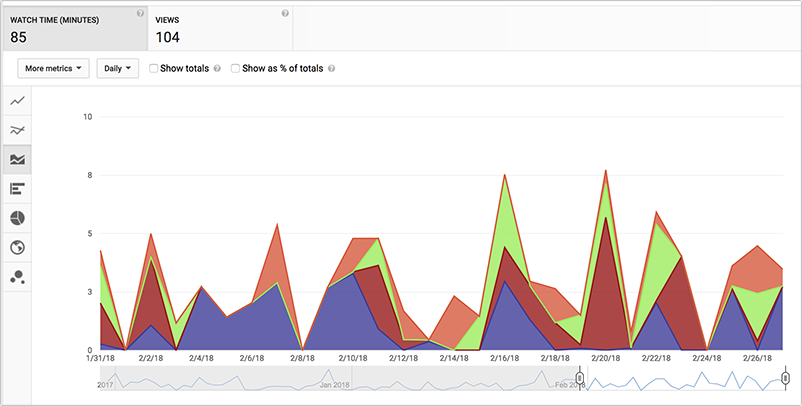 WATCH TIME (MINUTES) ?
85
VIEWS ?
104
More metrics Daily Show totals ? Show as % of totals ?
10
8
5
3
0
1/31/18 2/2/18 2/4/18 2/6/18 2/8/18 2/10/18 2/12/18 2/14/18 2/16/18 2/18/18 2/20/18 2/22/18 2/24/18 2/26/18
2017 Jan 2018 Feb 2018